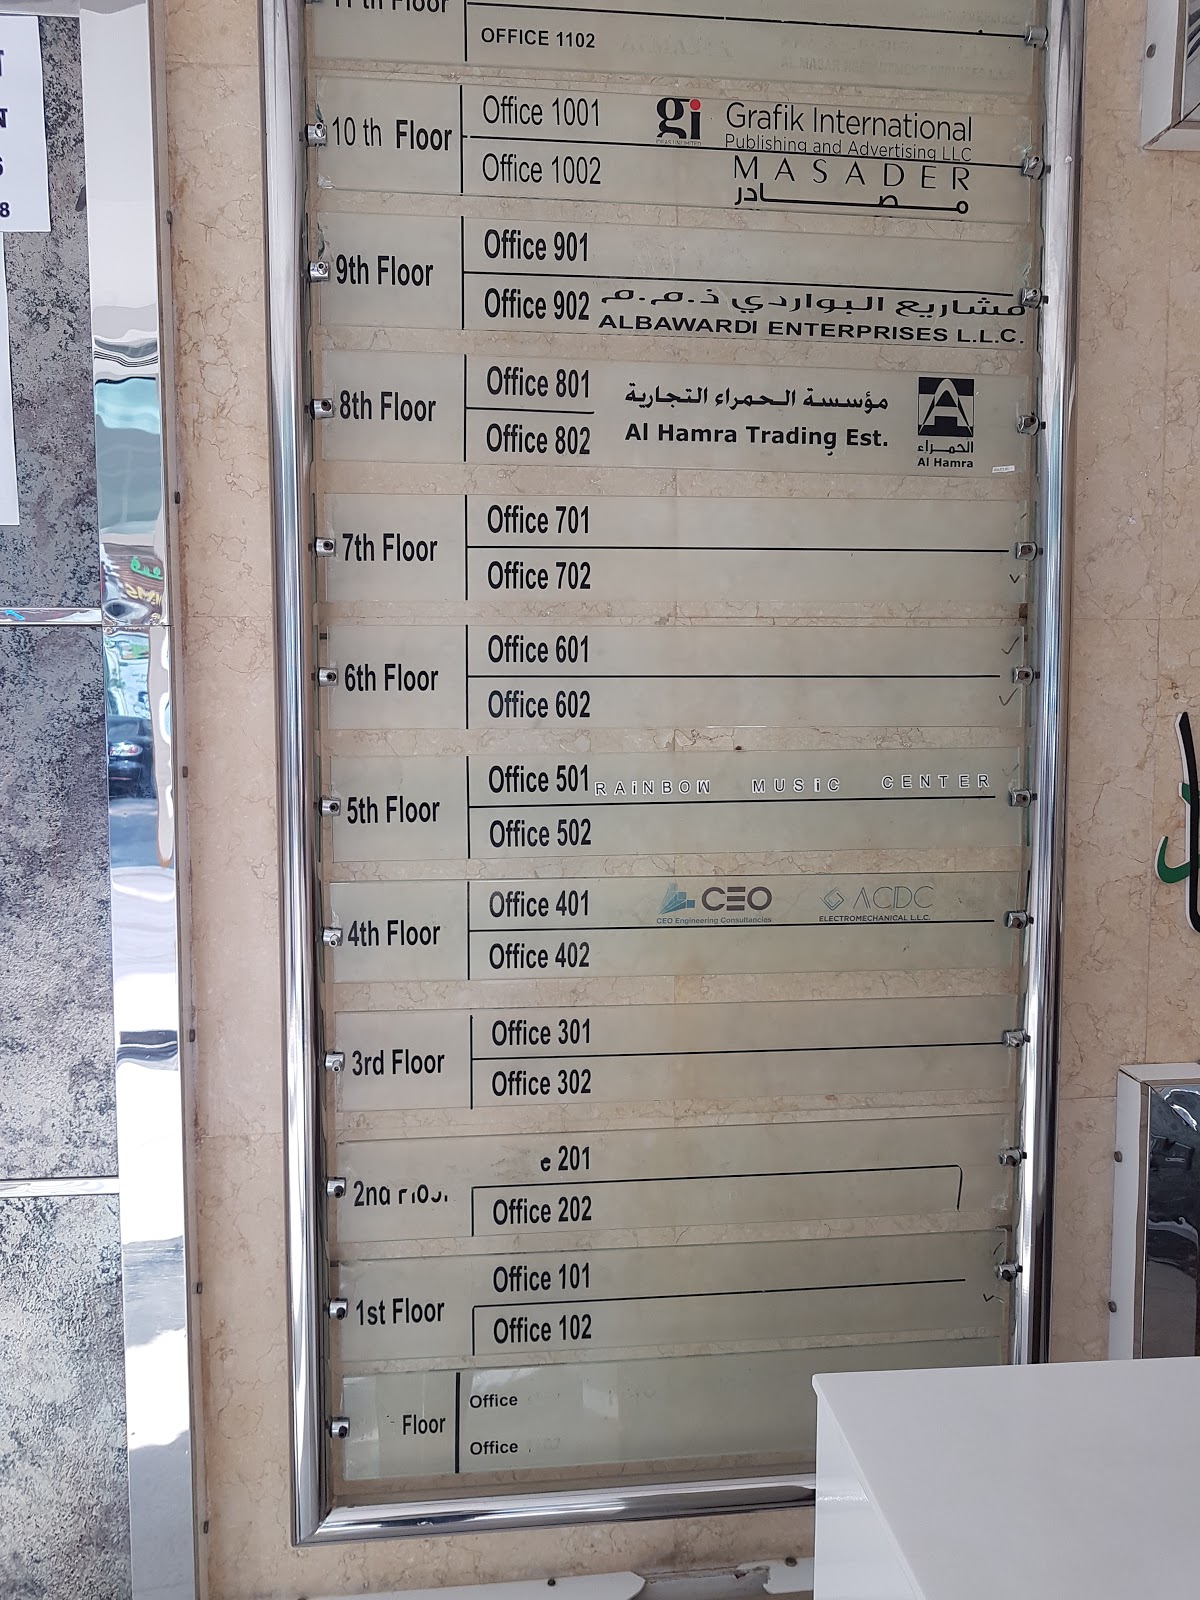 11th Floor
OFFICE 1102
10 th Floor
Office 1001
gi
Grafik International
Publishing and Advertising LLC
Office 1002
MASADER
مصادر
9th Floor
Office 901
Office 902
مشاريع البواردي ذ.م.م
ALBAWARDI ENTERPRISES L.L.C.
8th Floor
Office 801
Office 802
مؤسسة الحمراء التجارية
Al Hamra Trading Est.
الحمراء
Al Hamra
7th Floor
Office 701
Office 702
6th Floor
Office 601
Office 602
5th Floor
Office 501
RAiNBOW MUSiC CENTER
Office 502
4th Floor
Office 401
CEO
CEO Engineering Consultancies
ACDC
ELECTROMECHANICAL L.L.C.
Office 402
3rd Floor
Office 301
Office 302
2nd Floor
e 201
Office 202
1st Floor
Office 101
Office 102
Floor
Office
Office